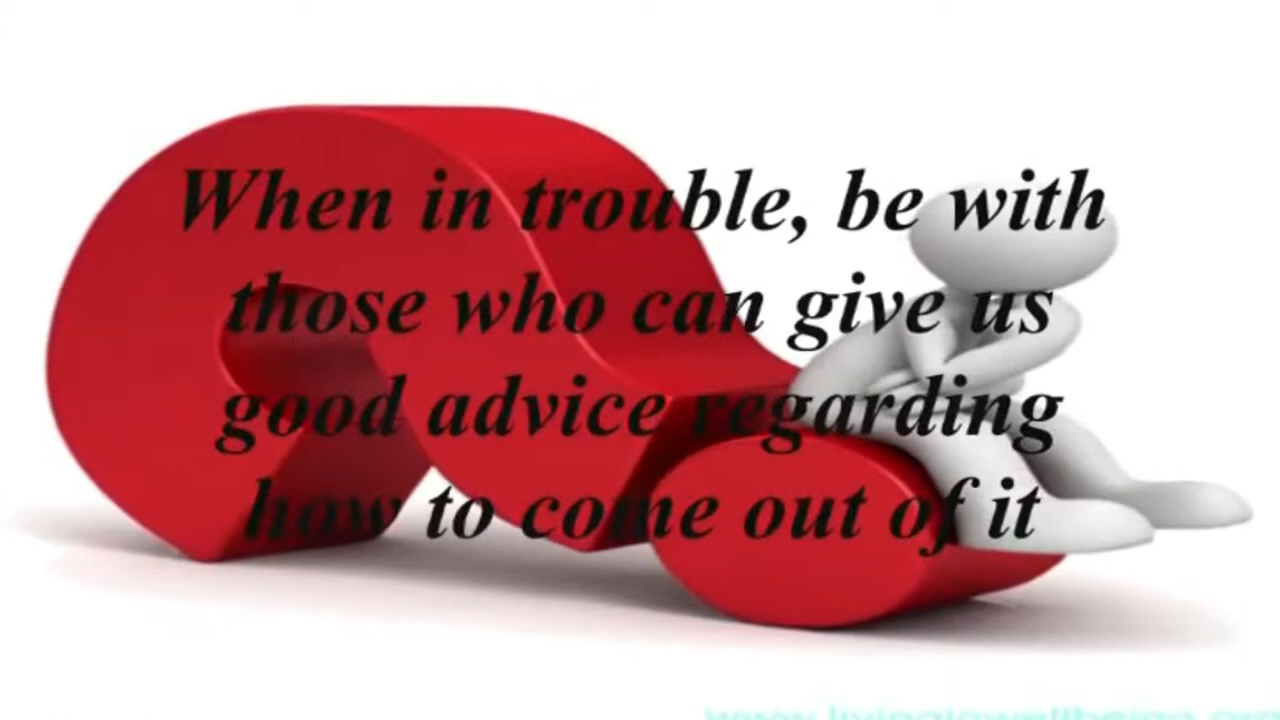 When in trouble, be with
those who can give us
good advice regarding
how to come out of it